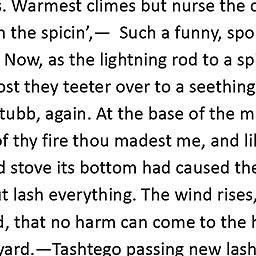 s. Warmest climes but nurse the c
n the spicin’,— Such a funny, spo
Now, as the lightning rod to a spi
ost they teeter over to a seething
tubb, again. At the base of the m
of thy fire thou madest me, and li
d stove its bottom had caused the
t lash everything. The wind rises,
d, that no harm can come to the h
yard.—Tashtego passing new lash